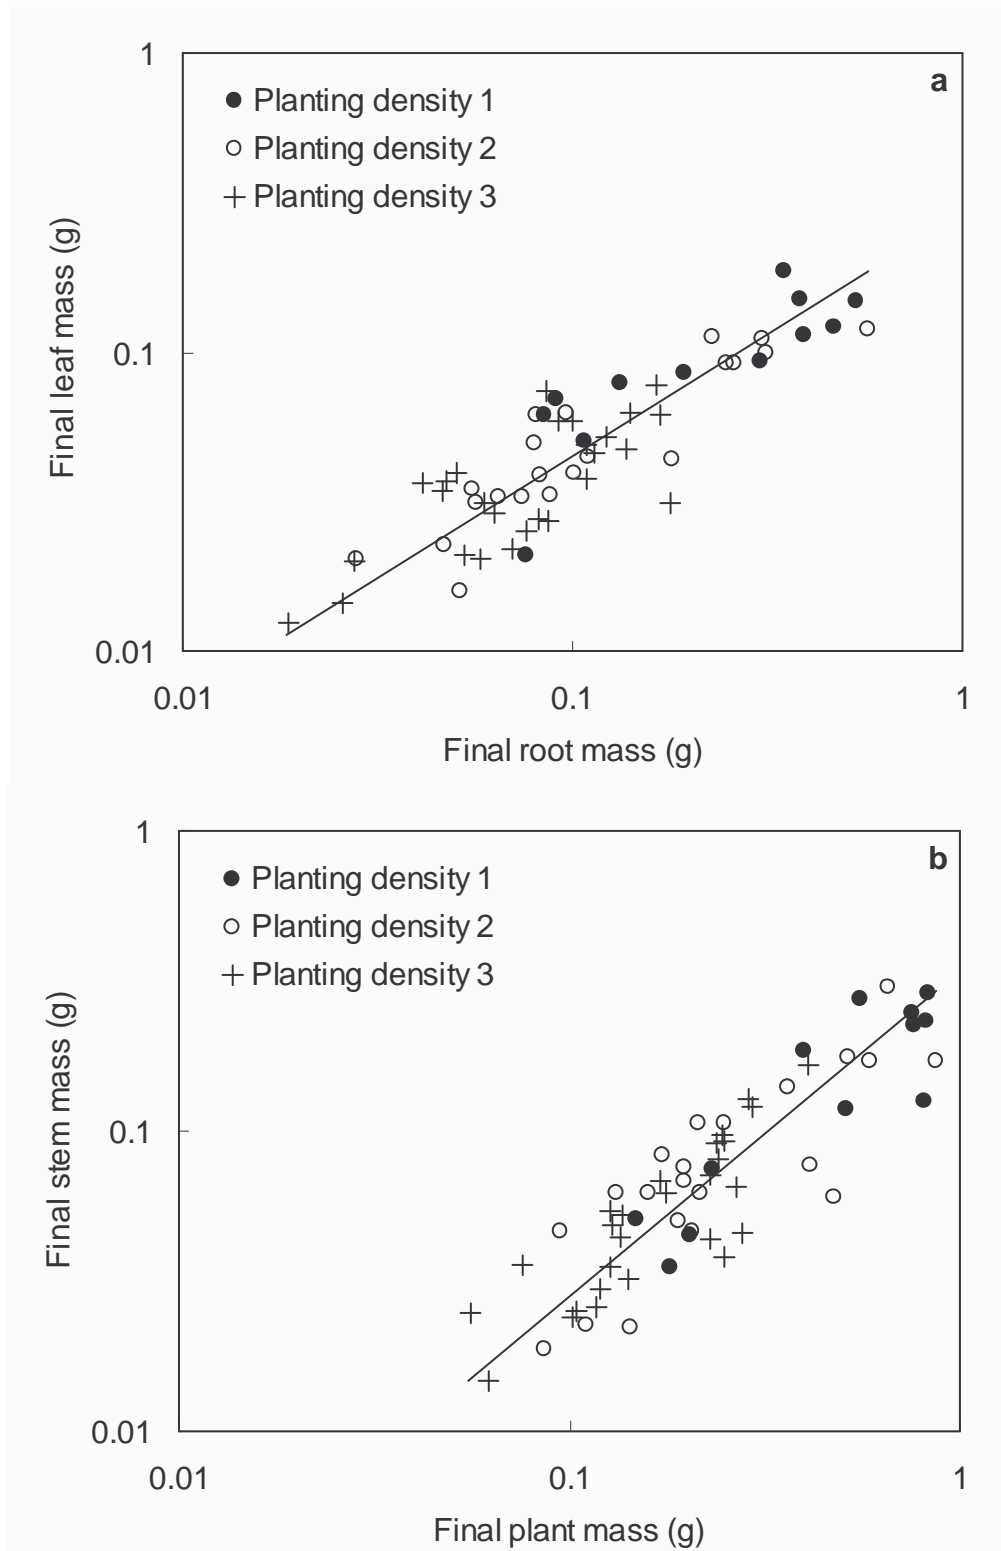 1
a
Planting density 1
Planting density 2
Planting density 3
Final leaf mass (g)
0.1
0.01
0.01
0.1
1
Final root mass (g)
1
b
Planting density 1
Planting density 2
Planting density 3
Final stem mass (g)
0.1
0.01
0.01
0.1
1
Final plant mass (g)